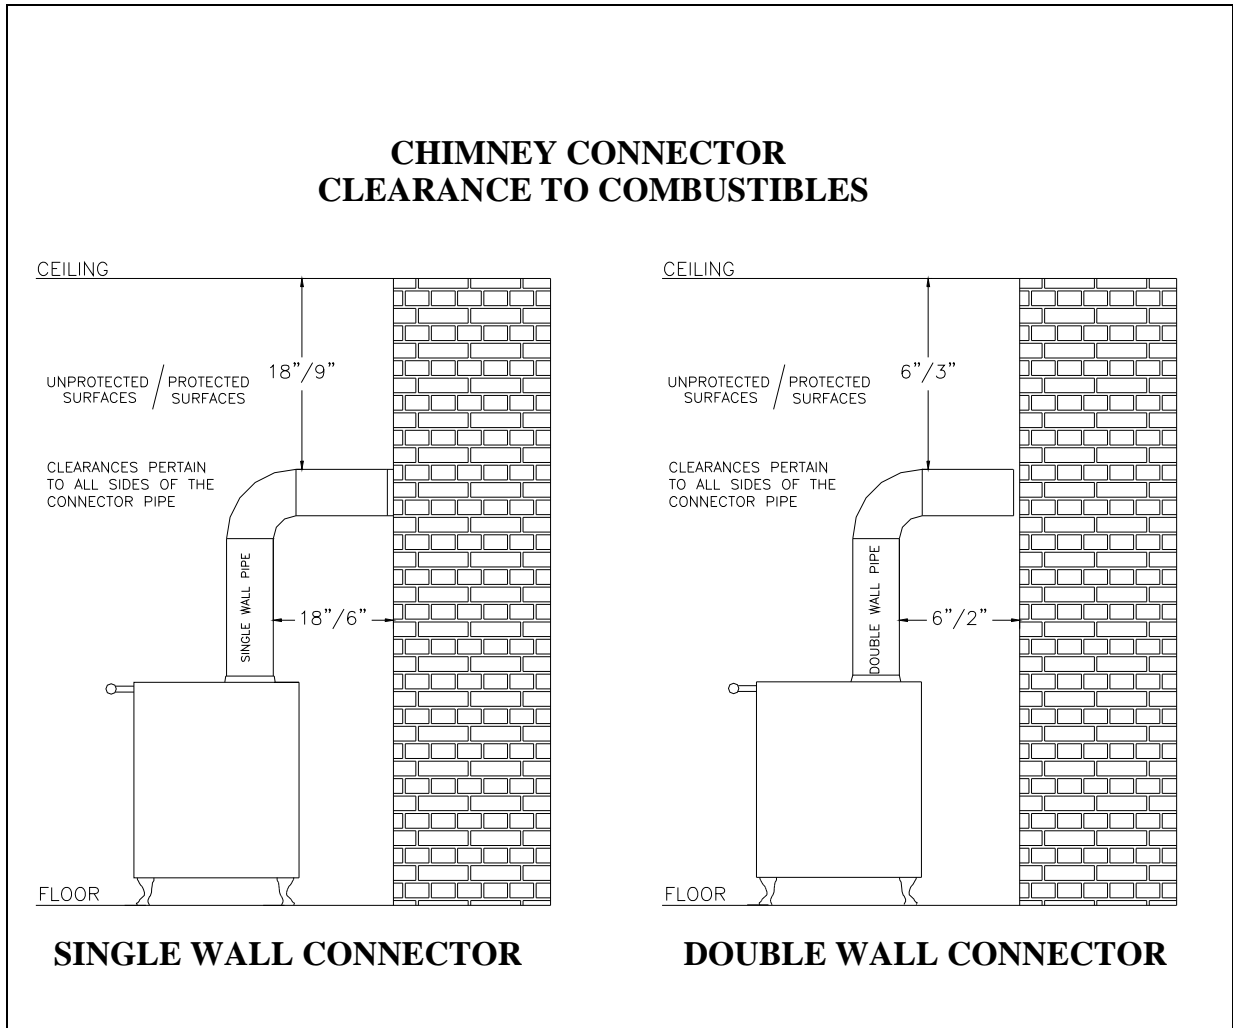 CHIMNEY CONNECTOR
CLEARANCE TO COMBUSTIBLES
CEILING
18”/9”
UNPROTECTED / PROTECTED
SURFACES SURFACES
CLEARANCES PERTAIN
TO ALL SIDES OF THE
CONNECTOR PIPE
SINGLE WALL PIPE
18”/6”
FLOOR
SINGLE WALL CONNECTOR
CEILING
6”/3”
UNPROTECTED / PROTECTED
SURFACES SURFACES
CLEARANCES PERTAIN
TO ALL SIDES OF THE
CONNECTOR PIPE
DOUBLE WALL PIPE
6”/2”
FLOOR
DOUBLE WALL CONNECTOR